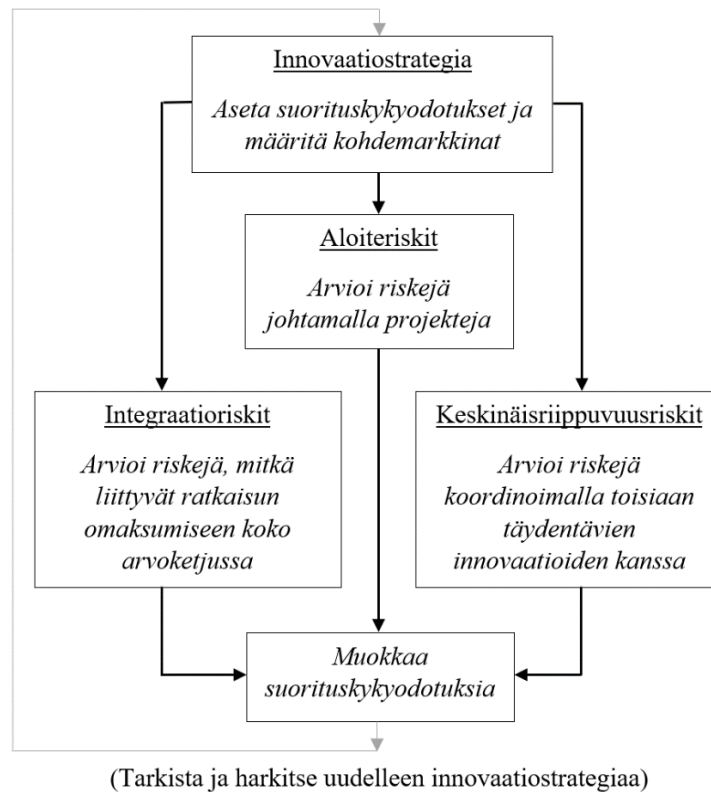 Innovaatiostrategia
Aseta suorituskykyodotukset ja
määritä kohdemarkkinat
Aloiteriskit
Arvioi riskejä
johtamalla projekteja
Integraatioriskit
Arvioi riskejä, mitkä
liittyvät ratkaisun
omaksumiseen koko
arvoketjussa
Keskinäisriippuvuusriskit
Arvioi riskejä
koordinoimalla toisiaan
täydentävien
innovaatioiden kanssa
Muokkaa
suorituskykyodotuksia
(Tarkista ja harkitse uudelleen innovaatiostrategiaa)